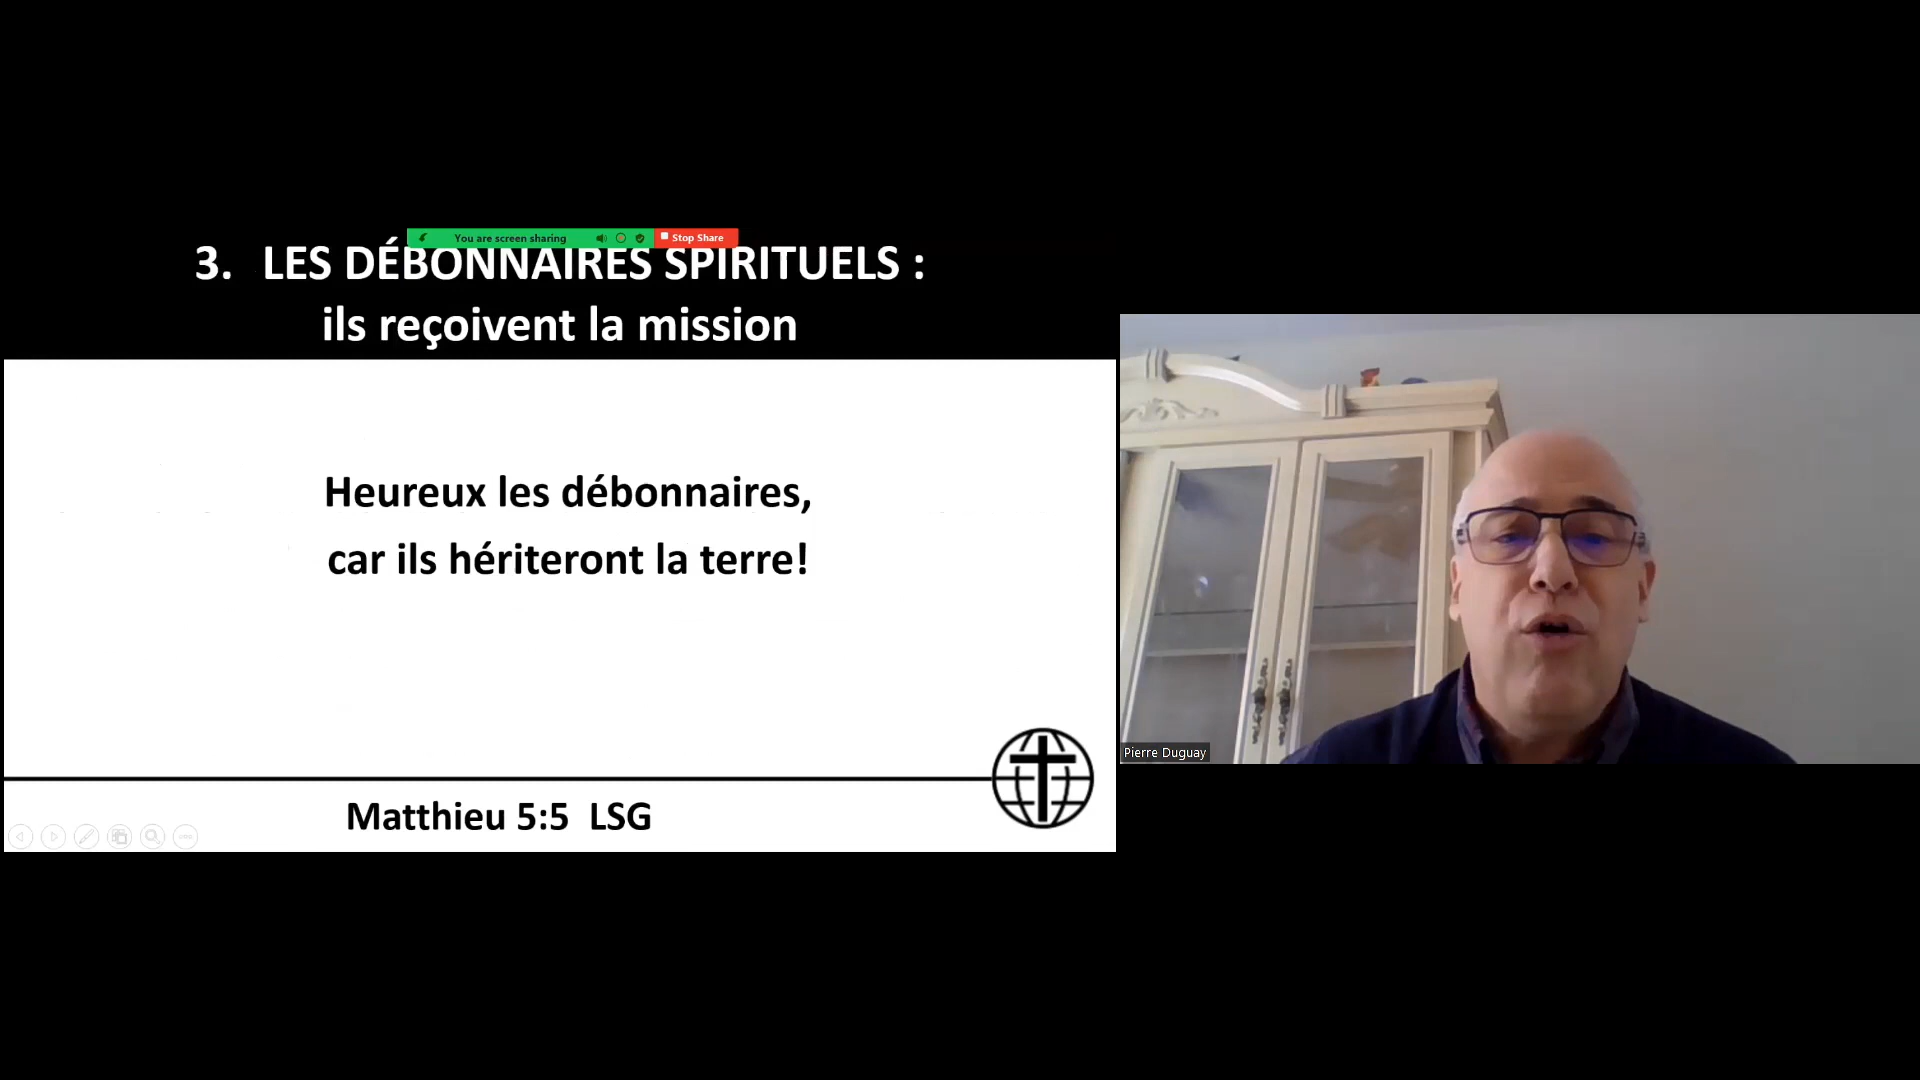 You are screen sharing
Stop Share
3. LES DÉBONNAIRES SPIRITUELS :
ils reçoivent la mission
Heureux les débonnaires,
car ils hériteront la terre!
Matthieu 5:5 LSG
Pierre Duguay